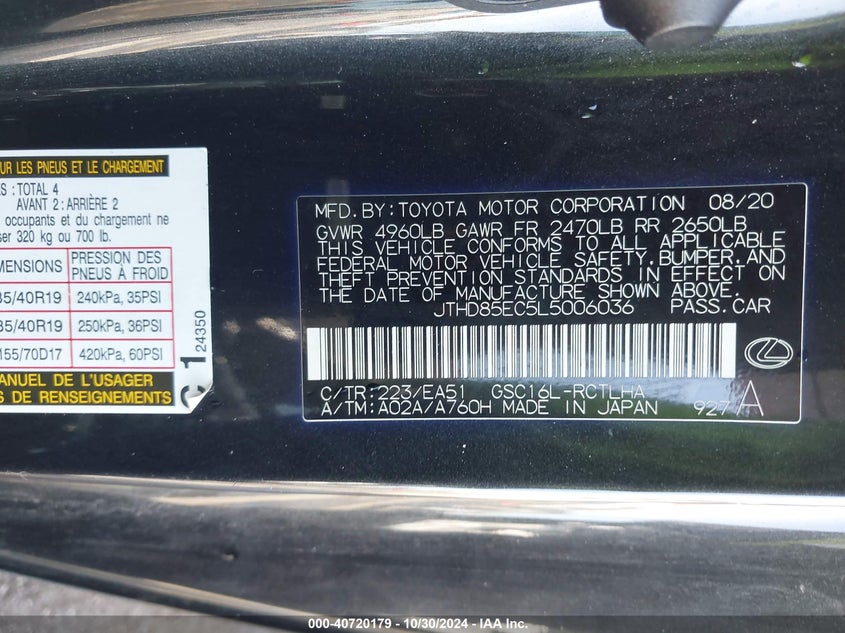 UR LES PNEUS ET LE CHARGEMENT
S : TOTAL 4
AVANT 2 : ARRIÈRE 2
occupants et du chargement ne
ser 320 kg ou 700 lb.
MENSIONS PRESSION DES PNEUS À FROID
35/40R19 240kPa, 35PSI
35/40R19 250kPa, 36PSI
155/70D17 420kPa, 60PSI
MANUEL DE L'USAGER
S DE RENSEIGNEMENTS
C1
24350
MFD.BY:TOYOTA MOTOR CORPORATION 08/20
GVWR 4960LB GAWR FR 2470LB RR 2650LB
THIS VEHICLE CONFORMS TO ALL APPLICABLE
FEDERAL MOTOR VEHICLE SAFETY,BUMPER,AND
THEFT PREVENTION STANDARDS IN EFFECT ON
THE DATE OF MANUFACTURE SHOWN ABOVE.
JTHD85EC5L5006036 PASS.CAR
C/TR:223/EA51 GSC16L-RCTLHA
A/TM:A02A/A760H MADE IN JAPAN 927A
000-40720179 - 10/30/2024 - IAA Inc.